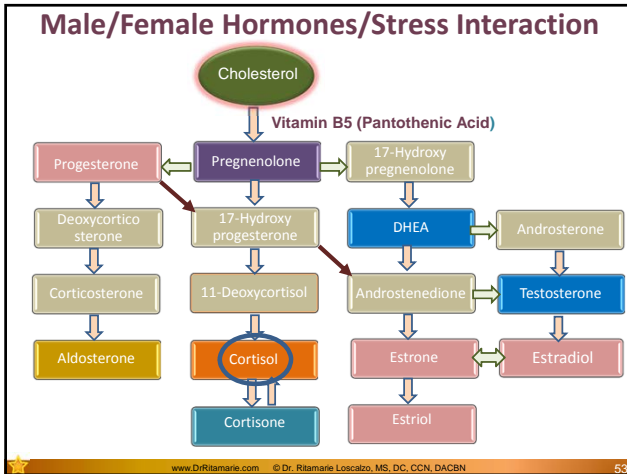 Male/Female Hormones/Stress Interaction
Cholesterol
Vitamin B5 (Pantothenic Acid)
Progesterone
Pregnenolone
17-Hydroxy
pregnenolone
Deoxycortico
sterone
17-Hydroxy
progesterone
DHEA
Androsterone
Corticosterone
11-Deoxycortisol
Androstenedione
Testosterone
Aldosterone
Cortisol
Estrone
Estradiol
Cortisone
Estriol
www.DrRitamarie.com © Dr. Ritamarie Loscalzo, MS, DC, CCN, DACBN 53